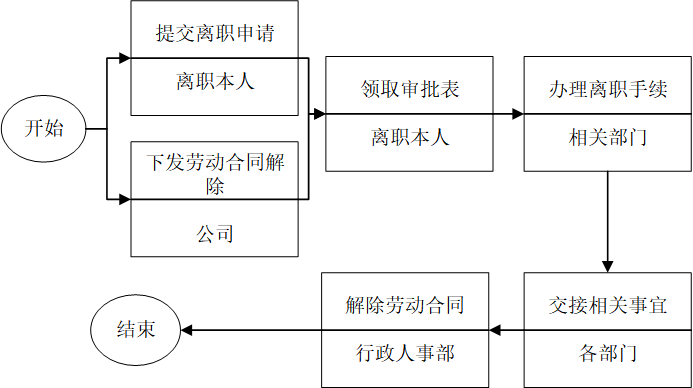 开始
提交离职申请
离职本人
下发劳动合同解
除
公司
领取审批表
离职本人
办理离职手续
相关部门
交接相关事宜
各部门
解除劳动合同
行政人事部
结束